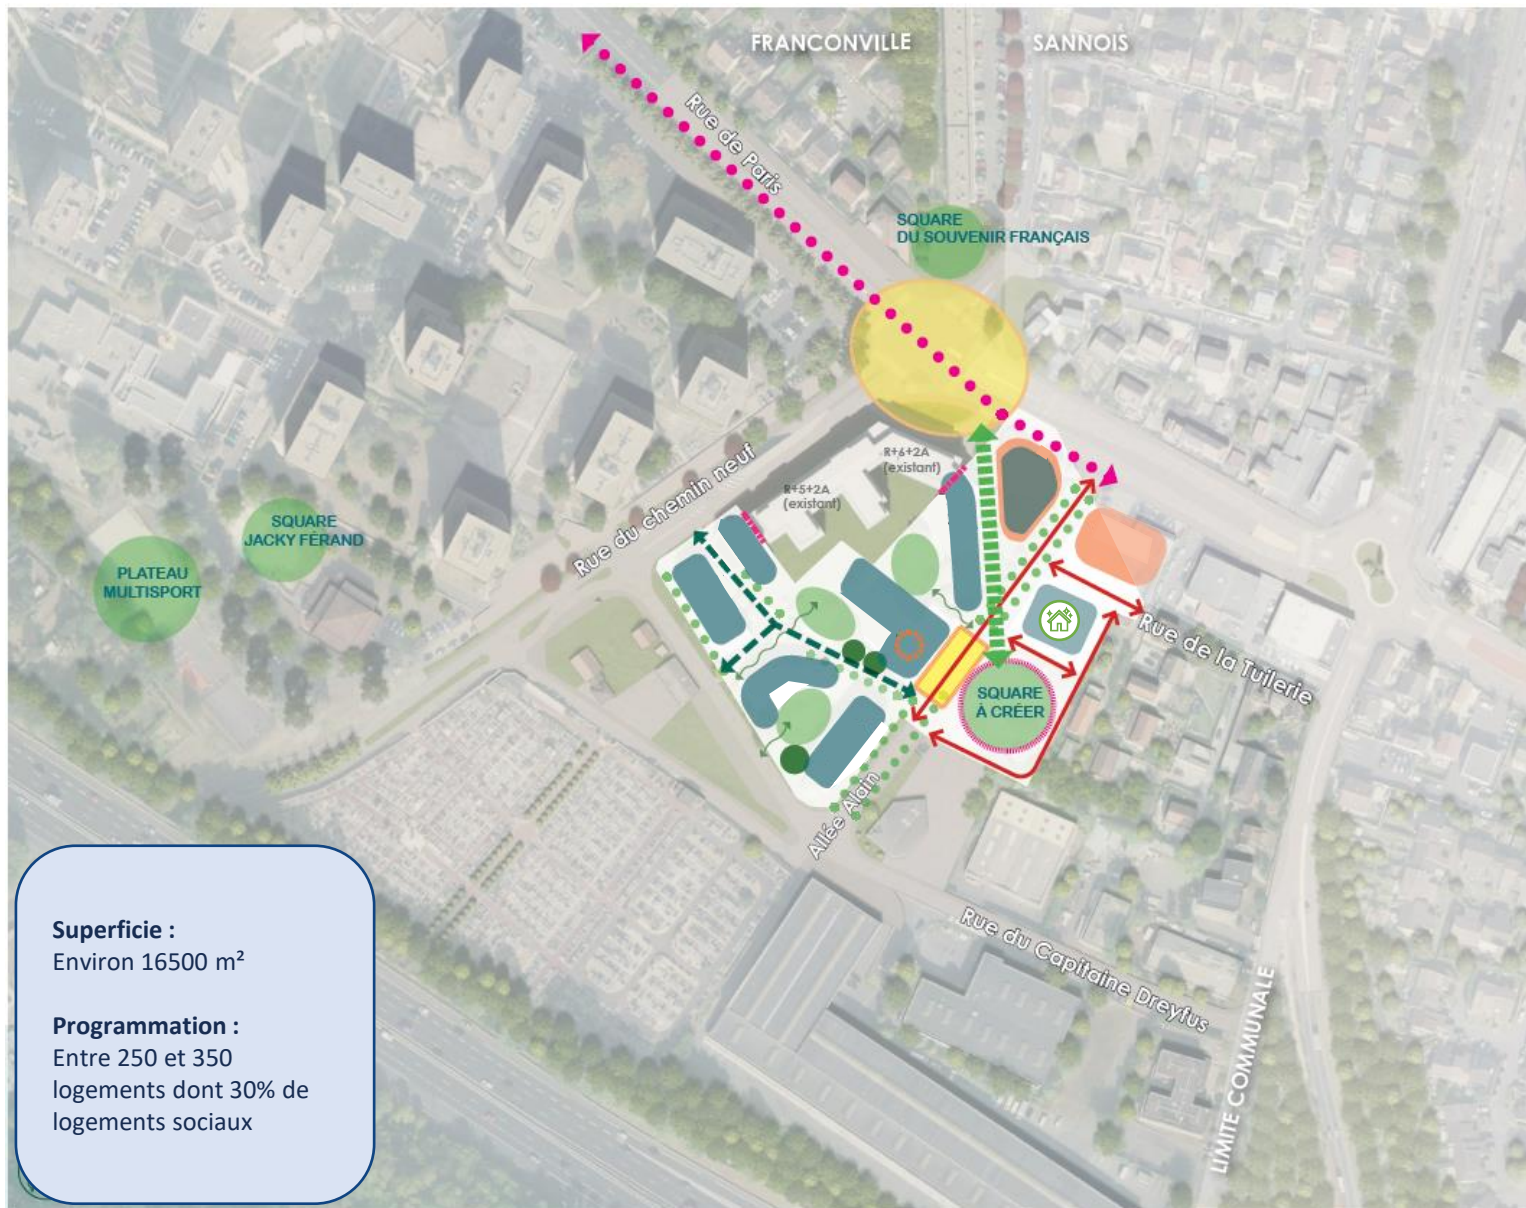 FRANCONVILLE
SANNOIS
Rue de Paris
SQUARE
DU SOUVENIR FRANÇAIS
R+6+2A
(existant)
R+5+2A
(existant)
Rue du chemin neuf
SQUARE
JACKY FÉRAND
PLATEAU
MULTISPORT
Rue de la Tuilerie
SQUARE
À CRÉER
Allée Alain
Rue du Capitaine Dreyfus
LIMITE COMMUNALE
Superficie :
Environ 16500 m²
Programmation :
Entre 250 et 350
logements dont 30% de
logements sociaux